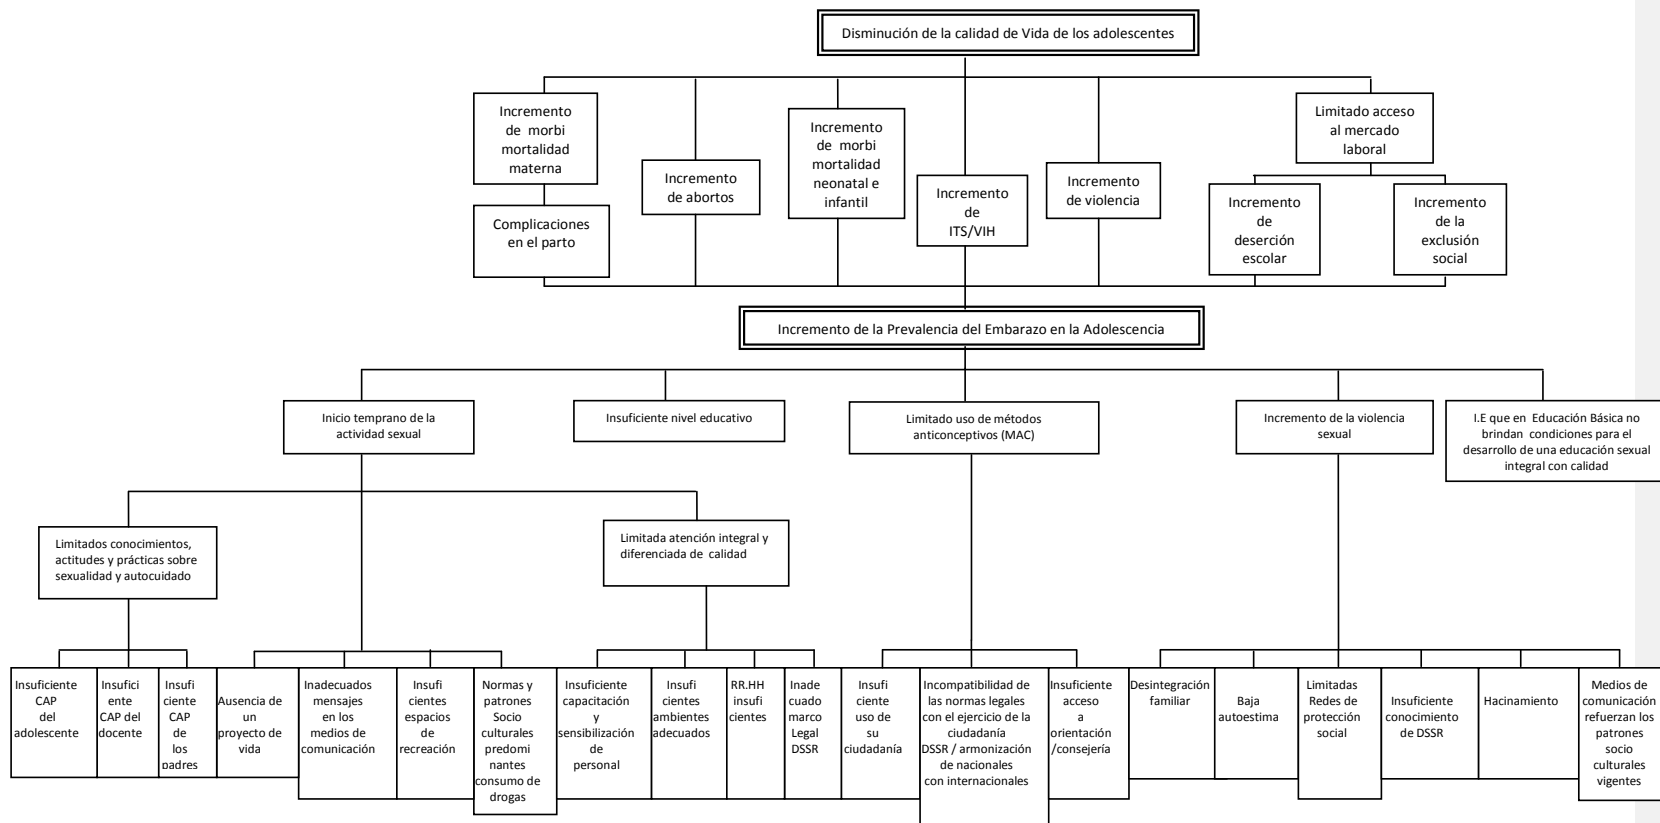 Disminución de la calidad de Vida de los adolescentes
Incremento
de morbi
mortalidad
materna
Incremento
de abortos
Incremento
de morbi
mortalidad
neonatal e
infantil
Incremento
de
ITS/VIH
Incremento
de violencia
Limitado acceso
al mercado
laboral
Complicaciones
en el parto
Incremento
de
deserción
escolar
Incremento
de la
exclusión
social
Incremento de la Prevalencia del Embarazo en la Adolescencia
Inicio temprano de la
actividad sexual
Insuficiente nivel educativo
Limitado uso de métodos
anticonceptivos (MAC)
Incremento de la violencia
sexual
I.E que en Educación Básica no
brindan condiciones para el
desarrollo de una educación sexual
integral con calidad
Limitados conocimientos,
actitudes y prácticas sobre
sexualidad y autocuidado
Limitada atención integral y
diferenciada de calidad
Insuficiente
CAP
del
adolescente
Insufici
ente
CAP del
docente
Insufi
ciente
CAP
de
los
padres
Ausencia de
un
proyecto de
vida
Inadecuados
mensajes
en los
medios de
comunicación
Insufi
cientes
espacios
de
recreación
Normas y
patrones
Socio
culturales
predomi
nantes
consumo de
drogas
Insuficiente
capacitación
y
sensibilización
de
personal
Insufi
cientes
ambientes
adecuados
RR.HH
insufi
cientes
Inade
cuado
marco
Legal
DSSR
Insufi
ciente
uso de
su
ciudadanía
Incompatibilidad de
las normas legales
con el ejercicio de la
ciudadanía
DSSR / armonización
de nacionales
con internacionales
Insuficiente
acceso
a
orientación
/consejería
Desintegración
familiar
Baja
autoestima
Limitadas
Redes de
protección
social
Insuficiente
conocimiento
de DSSR
Hacinamiento
Medios de
comunicación
refuerzan los
patrones
socio
culturales
vigentes